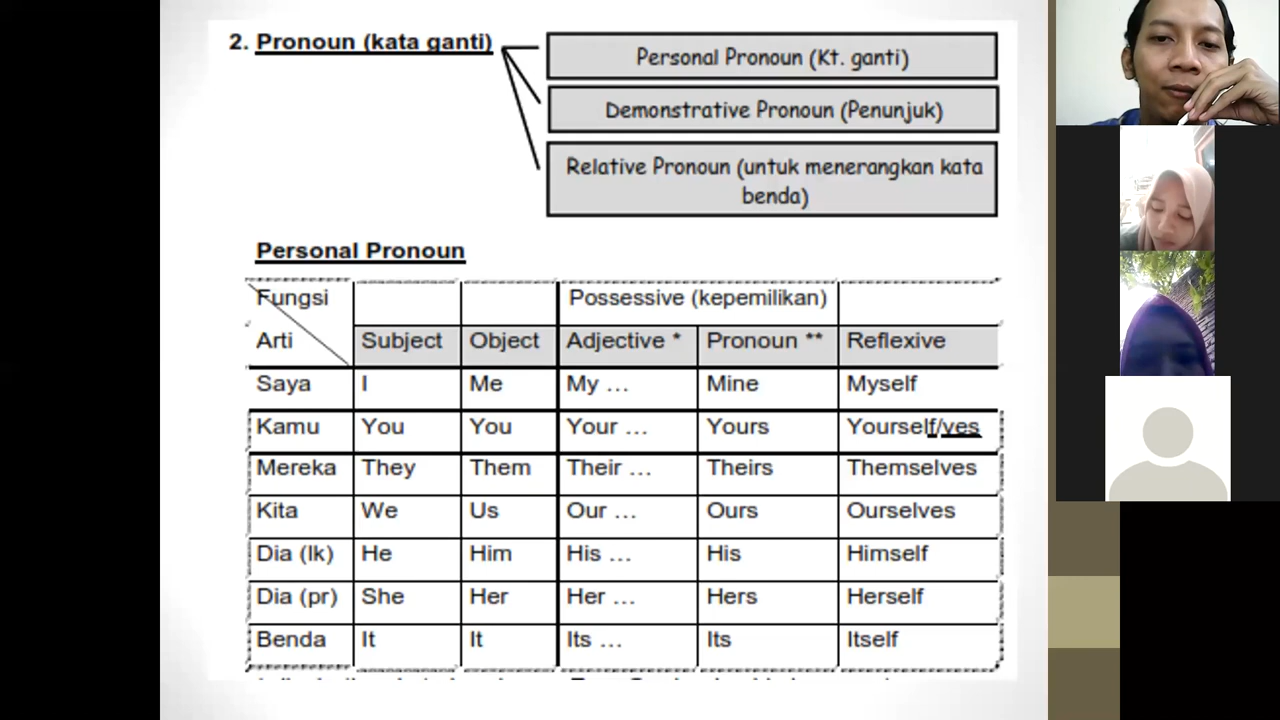 2. Pronoun (kata ganti)
Personal Pronoun (Kt. ganti)
Demonstrative Pronoun (Penunjuk)
Relative Pronoun (untuk menerangkan kata
benda)
Personal Pronoun
Fungsi
Possessive (kepemilikan)
Arti Subject Object Adjective * Pronoun ** Reflexive
Saya I Me My … Mine Myself
Kamu You You Your … Yours Yourself/ves
Mereka They Them Their … Theirs Themselves
Kita We Us Our … Ours Ourselves
Dia (lk) He Him His … His Himself
Dia (pr) She Her Her … Hers Herself
Benda It It Its … Its Itself